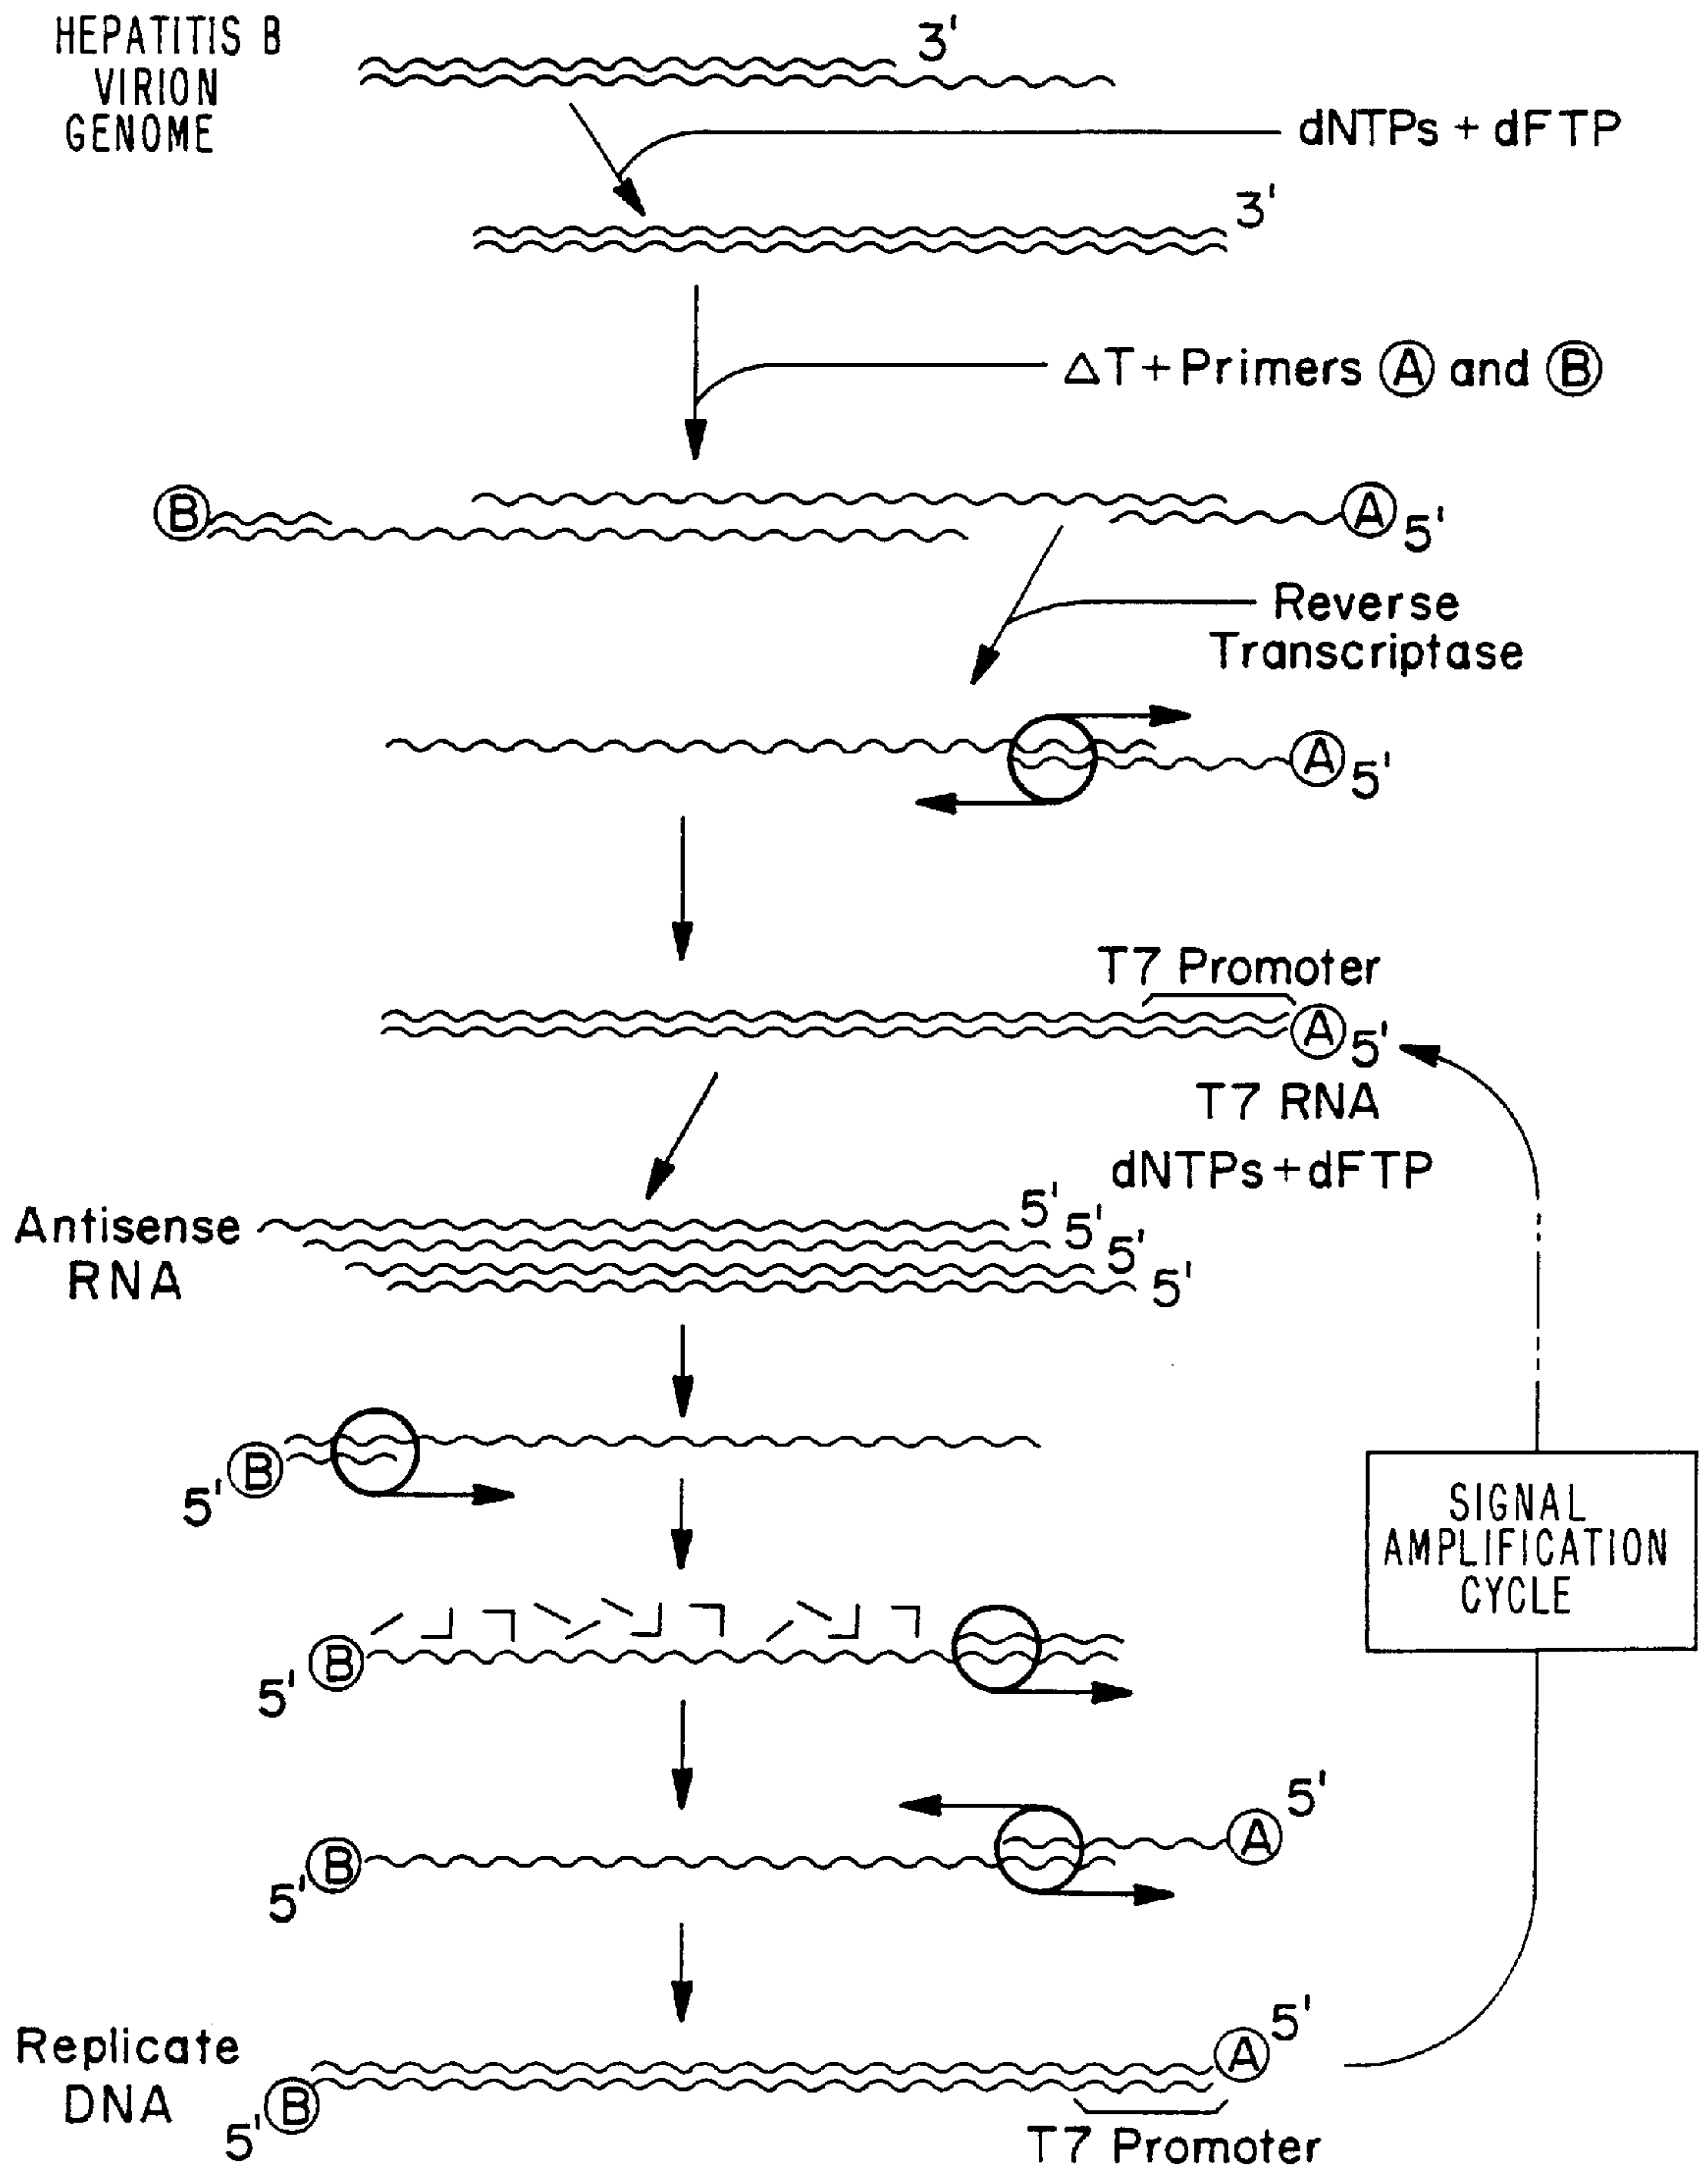 HEPATITIS B
VIRION
GENOME
3'
dNTPs + dFTP
3'
ΔT + Primers Ⓐ and Ⓑ
B
A 5'
Reverse
Transcriptase
A 5'
T7 Promoter
A 5'
T7 RNA
dNTPs + dFTP
Antisense
RNA
5'
5'
5'
5'
5' B
SIGNAL
AMPLIFICATION
CYCLE
5' B
5'
A
5' B
Replicate
DNA
5'
A
5' B
T7 Promoter